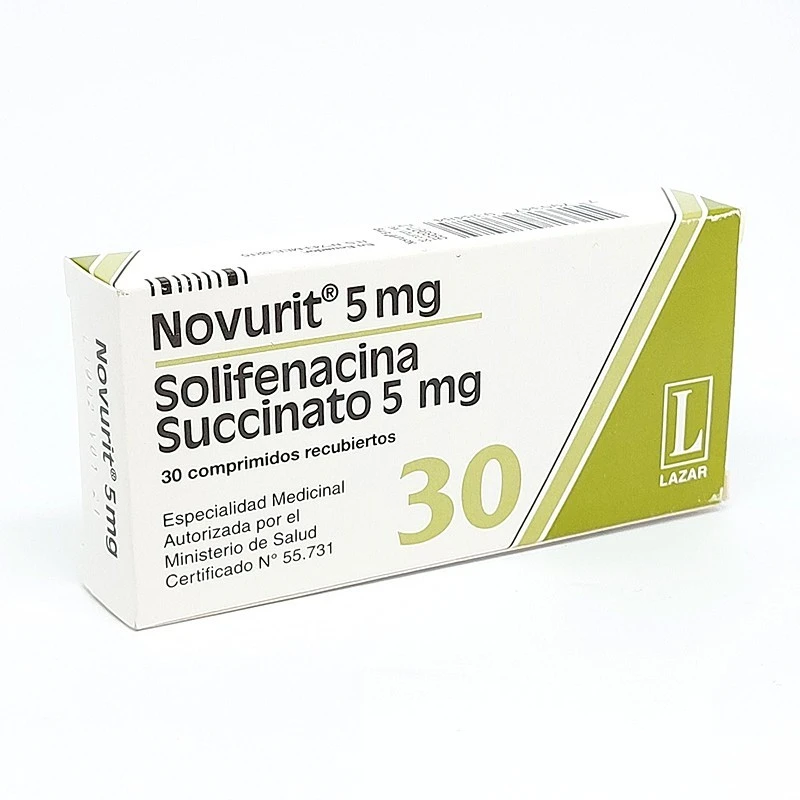 Novurit® 5 mg
Solifenacina
Succinato 5 mg
30 comprimidos recubiertos
Especialidad Medicinal
Autorizada por el
Ministerio de Salud
Certificado N° 55.731
30
L
LAZAR
Novurit® 5mg